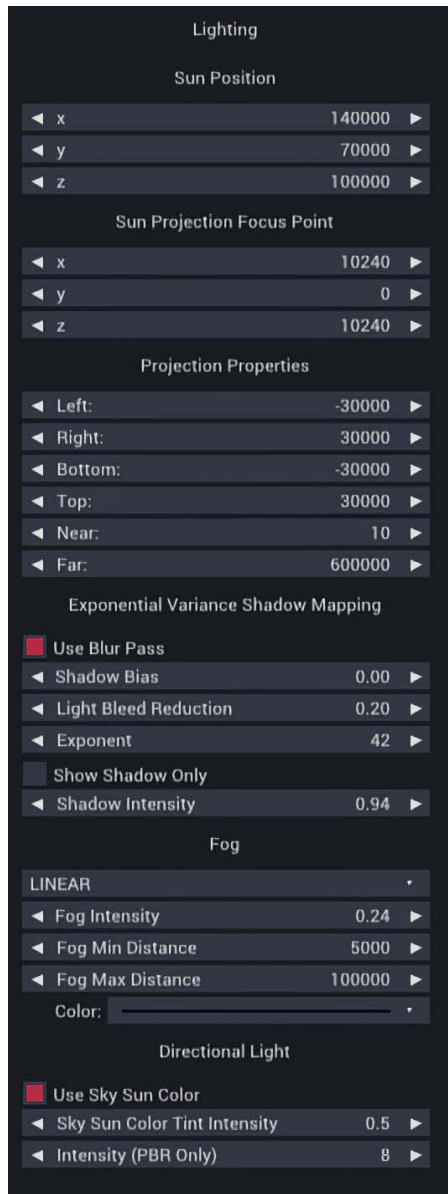 Lighting
Sun Position
x 140000
y 70000
z 100000
Sun Projection Focus Point
x 10240
y 0
z 10240
Projection Properties
Left: -30000
Right: 30000
Bottom: -30000
Top: 30000
Near: 10
Far: 600000
Exponential Variance Shadow Mapping
Use Blur Pass
Shadow Bias 0.00
Light Bleed Reduction 0.20
Exponent 42
Show Shadow Only
Shadow Intensity 0.94
Fog
LINEAR
Fog Intensity 0.24
Fog Min Distance 5000
Fog Max Distance 100000
Color:
Directional Light
Use Sky Sun Color
Sky Sun Color Tint Intensity 0.5
Intensity (PBR Only) 8